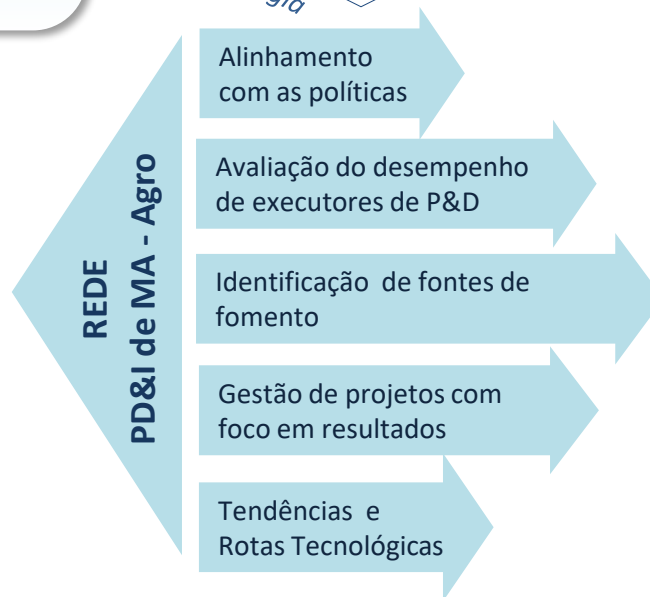 Alinhamento
com as políticas
Avaliação do desempenho
de executores de P&D
REDE
PD&I de MA - Agro
Identificação de fontes de
fomento
Gestão de projetos com
foco em resultados
Tendências e
Rotas Tecnológicas